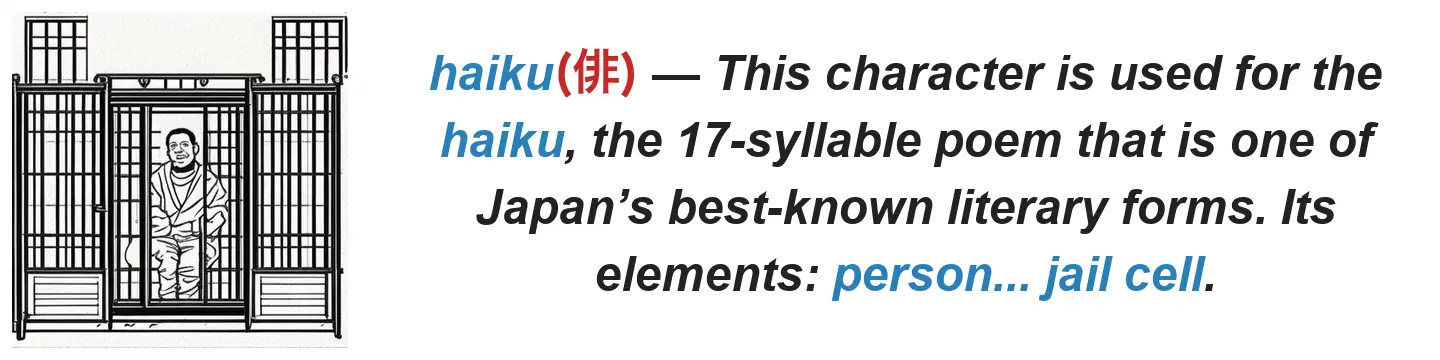 haiku(俳) — This character is used for the
haiku, the 17-syllable poem that is one of
Japan’s best-known literary forms. Its
elements: person... jail cell.